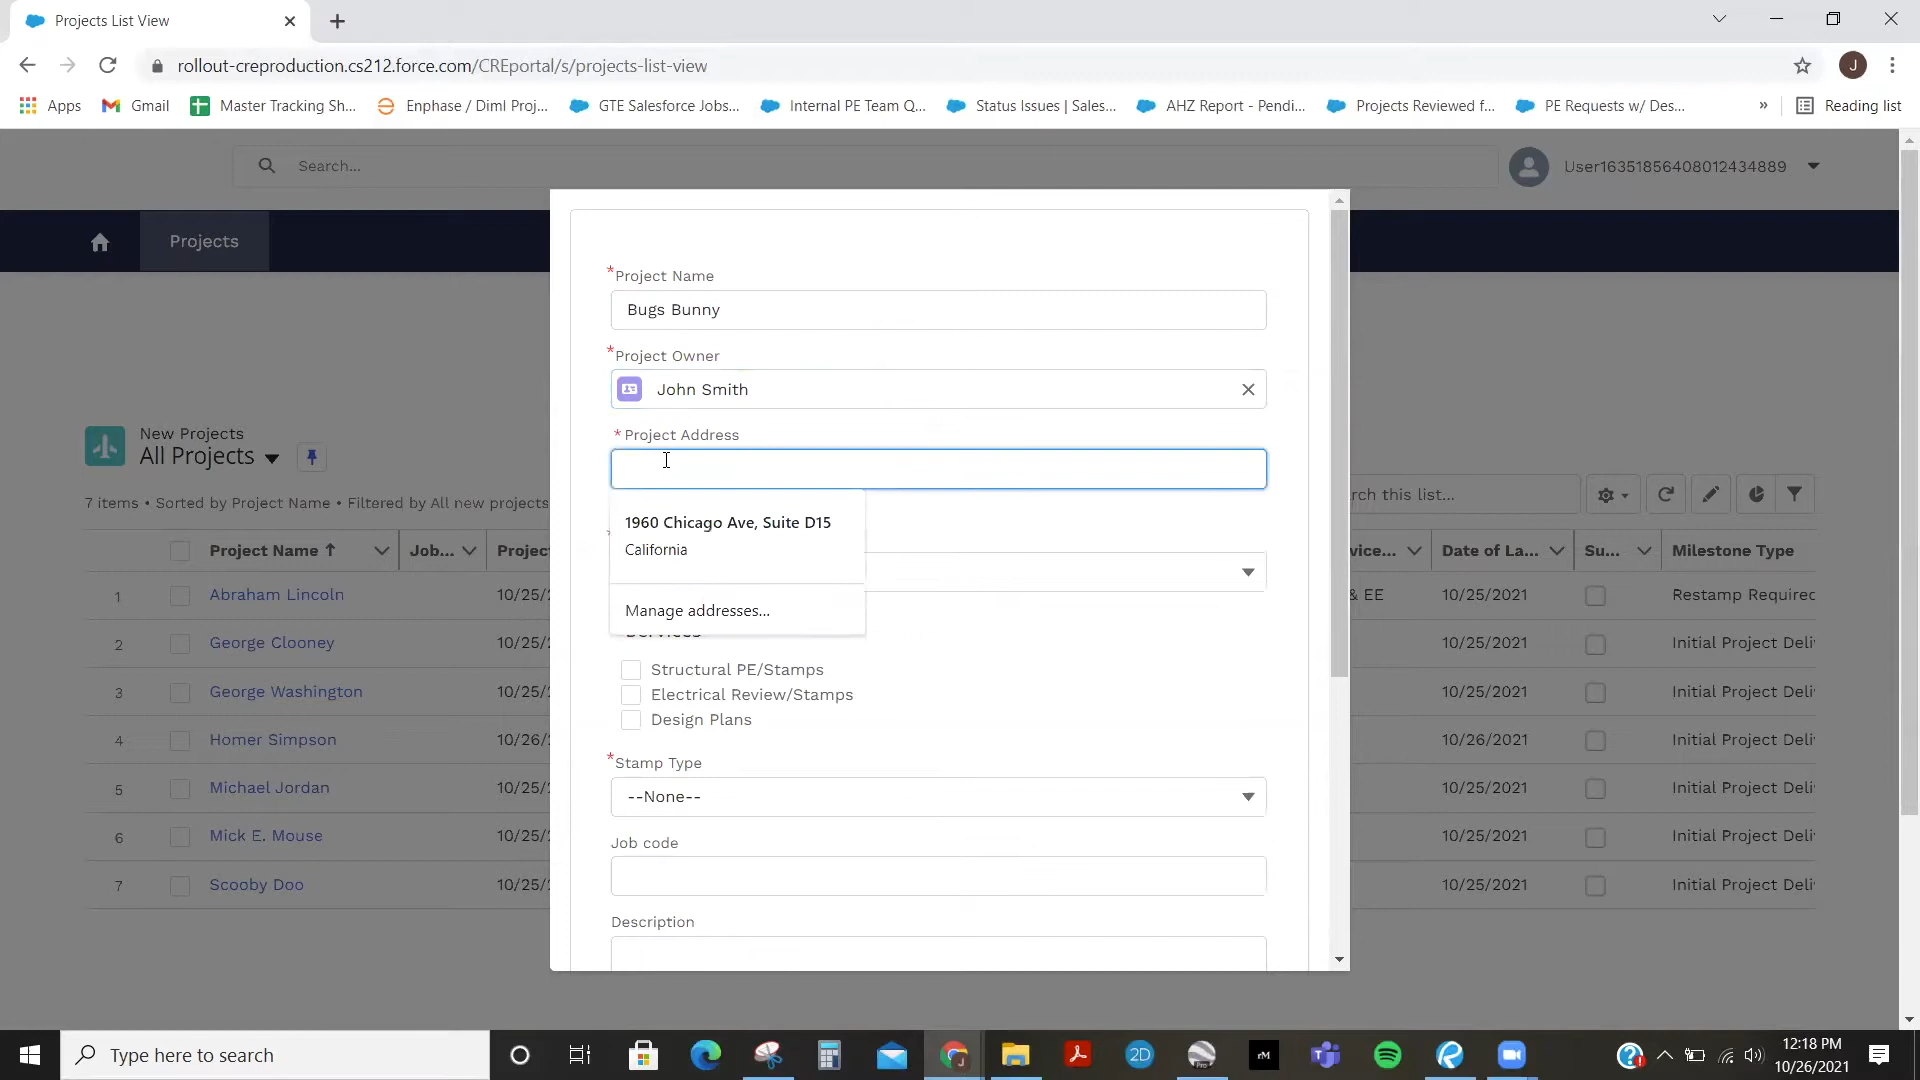 Projects List View
rollout-creproduction.cs212.force.com/CREportal/s/projects-list-view
J
Apps
Gmail
Master Tracking Sh...
Enphase / Diml Proj...
GTE Salesforce Jobs...
Internal PE Team Q...
Status Issues | Sales...
AHZ Report - Pendi...
Projects Reviewed f...
PE Requests w/ Des...
»
Reading list
Search...
User16351856408012434889
Projects
*Project Name
Bugs Bunny
*Project Owner
John Smith
*Project Address
1960 Chicago Ave, Suite D15
California
Manage addresses...
Services
Structural PE/Stamps
Electrical Review/Stamps
Design Plans
*Stamp Type
--None--
Job code
Description
New Projects
All Projects
7 items • Sorted by Project Name • Filtered by All new projects
rch this list...
Project Name ↑ Job... Project vice... Date of La... Su... Milestone Type
1 Abraham Lincoln 10/25/ & EE 10/25/2021 Restamp Required
2 George Clooney 10/25/ 10/25/2021 Initial Project Deli
3 George Washington 10/25/ 10/25/2021 Initial Project Deli
4 Homer Simpson 10/26/ 10/26/2021 Initial Project Deli
5 Michael Jordan 10/25/ 10/25/2021 Initial Project Deli
6 Mick E. Mouse 10/25/ 10/25/2021 Initial Project Deli
7 Scooby Doo 10/25/ 10/25/2021 Initial Project Deli
Type here to search
2D
Pro
rM
12:18 PM
10/26/2021